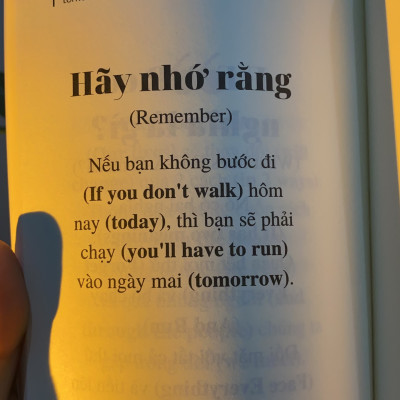 Hãy nhớ rằng
(Remember)
Nếu bạn không bước đi
(If you don't walk) hôm
nay (today), thì bạn sẽ phải
chạy (you'll have to run)
vào ngày mai (tomorrow).